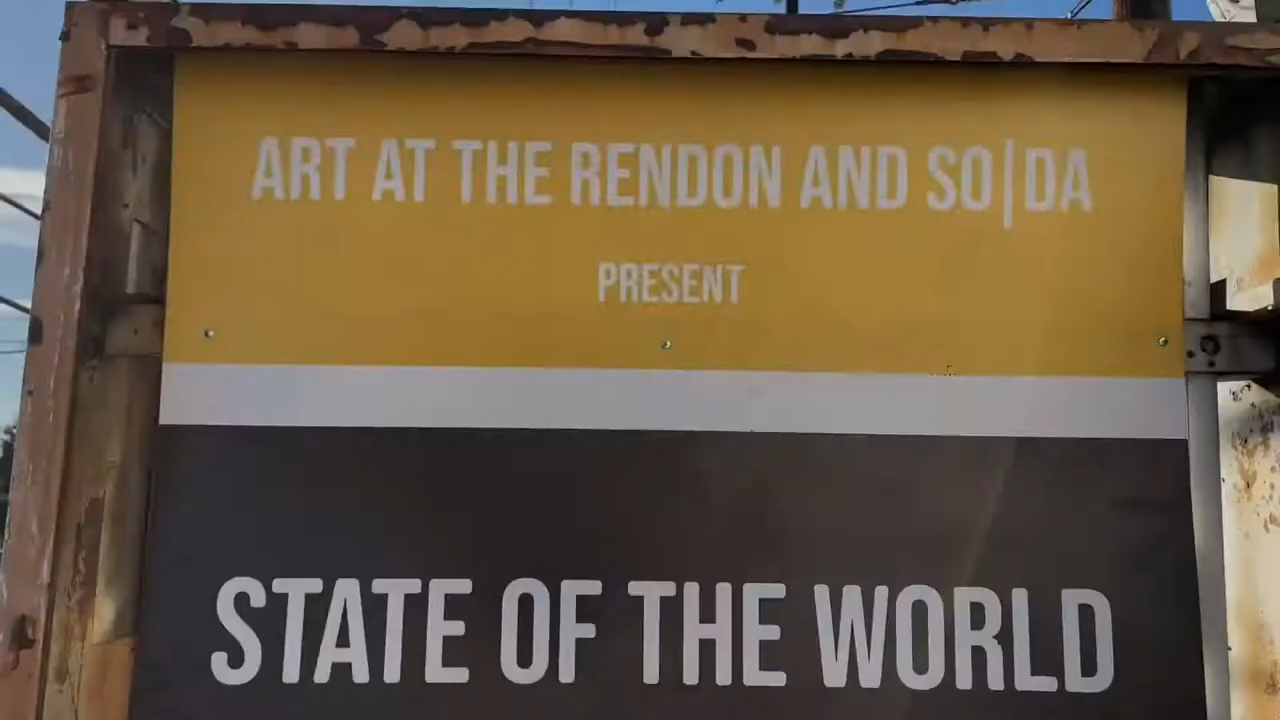 ART AT THE RENDON AND SO|DA
PRESENT
STATE OF THE WORLD